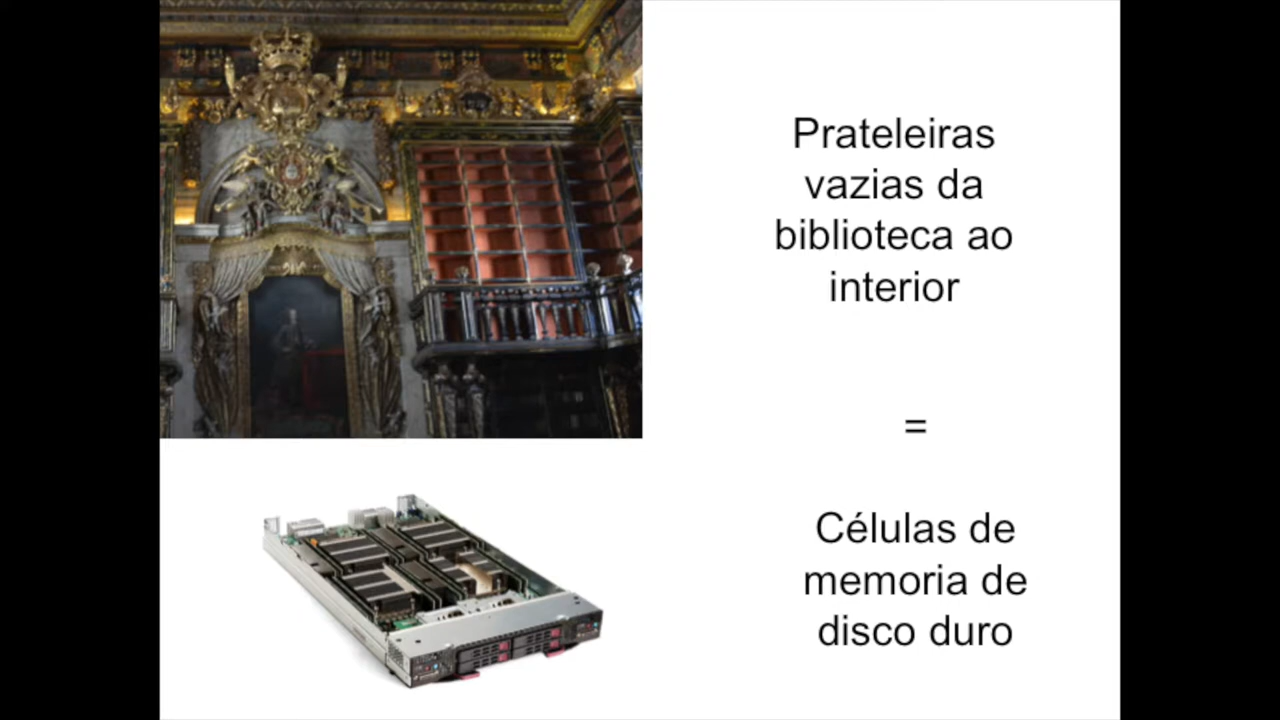 Prateleiras
vazias da
biblioteca ao
interior
=
Células de
memoria de
disco duro